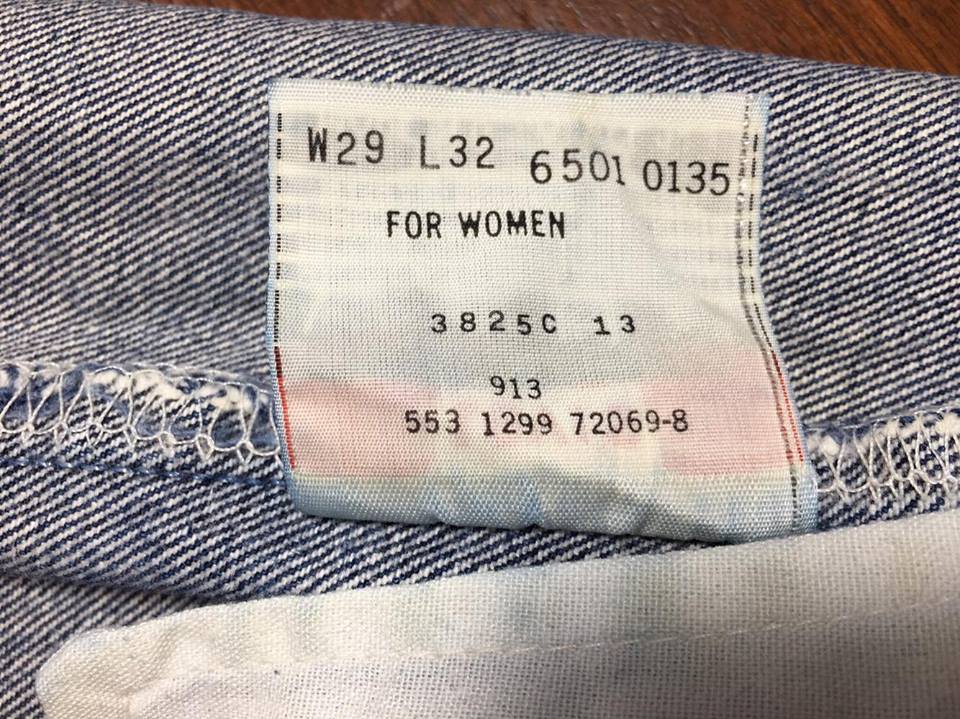 W29 L32 6501 0135
FOR WOMEN
3825C 13
913
553 1299 72069-8